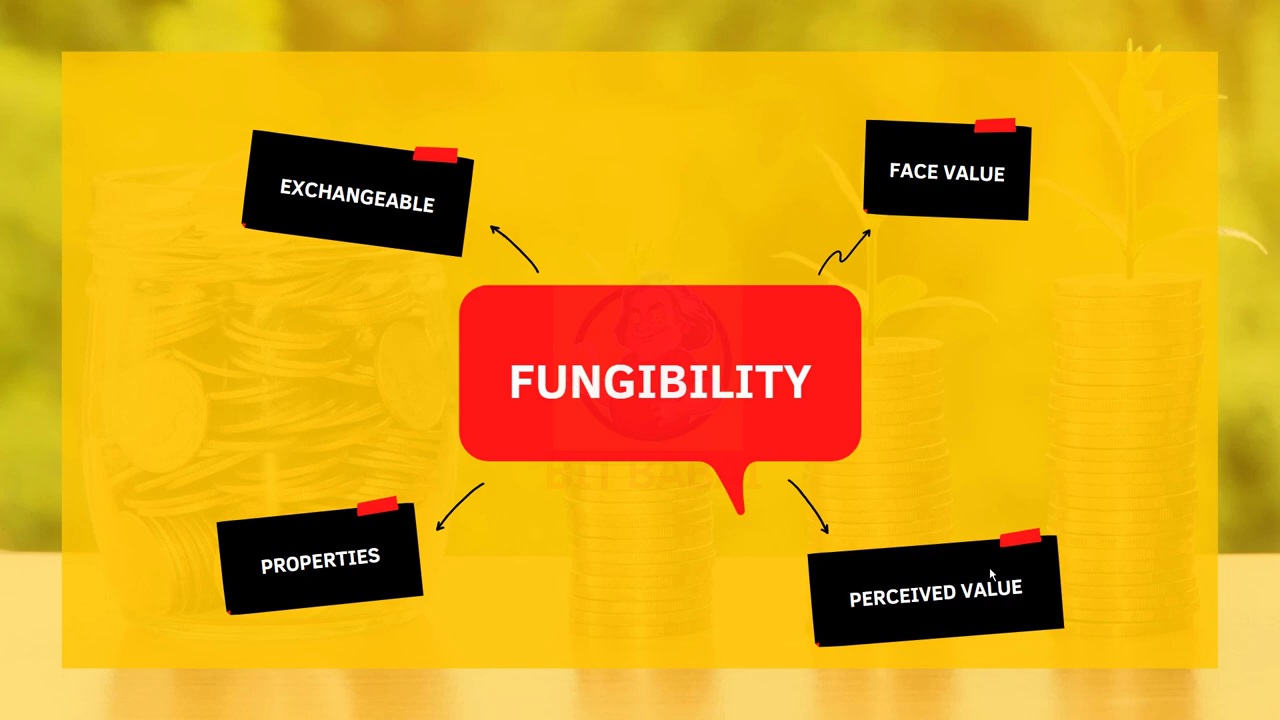 EXCHANGEABLE
FACE VALUE
FUNGIBILITY
PROPERTIES
PERCEIVED VALUE